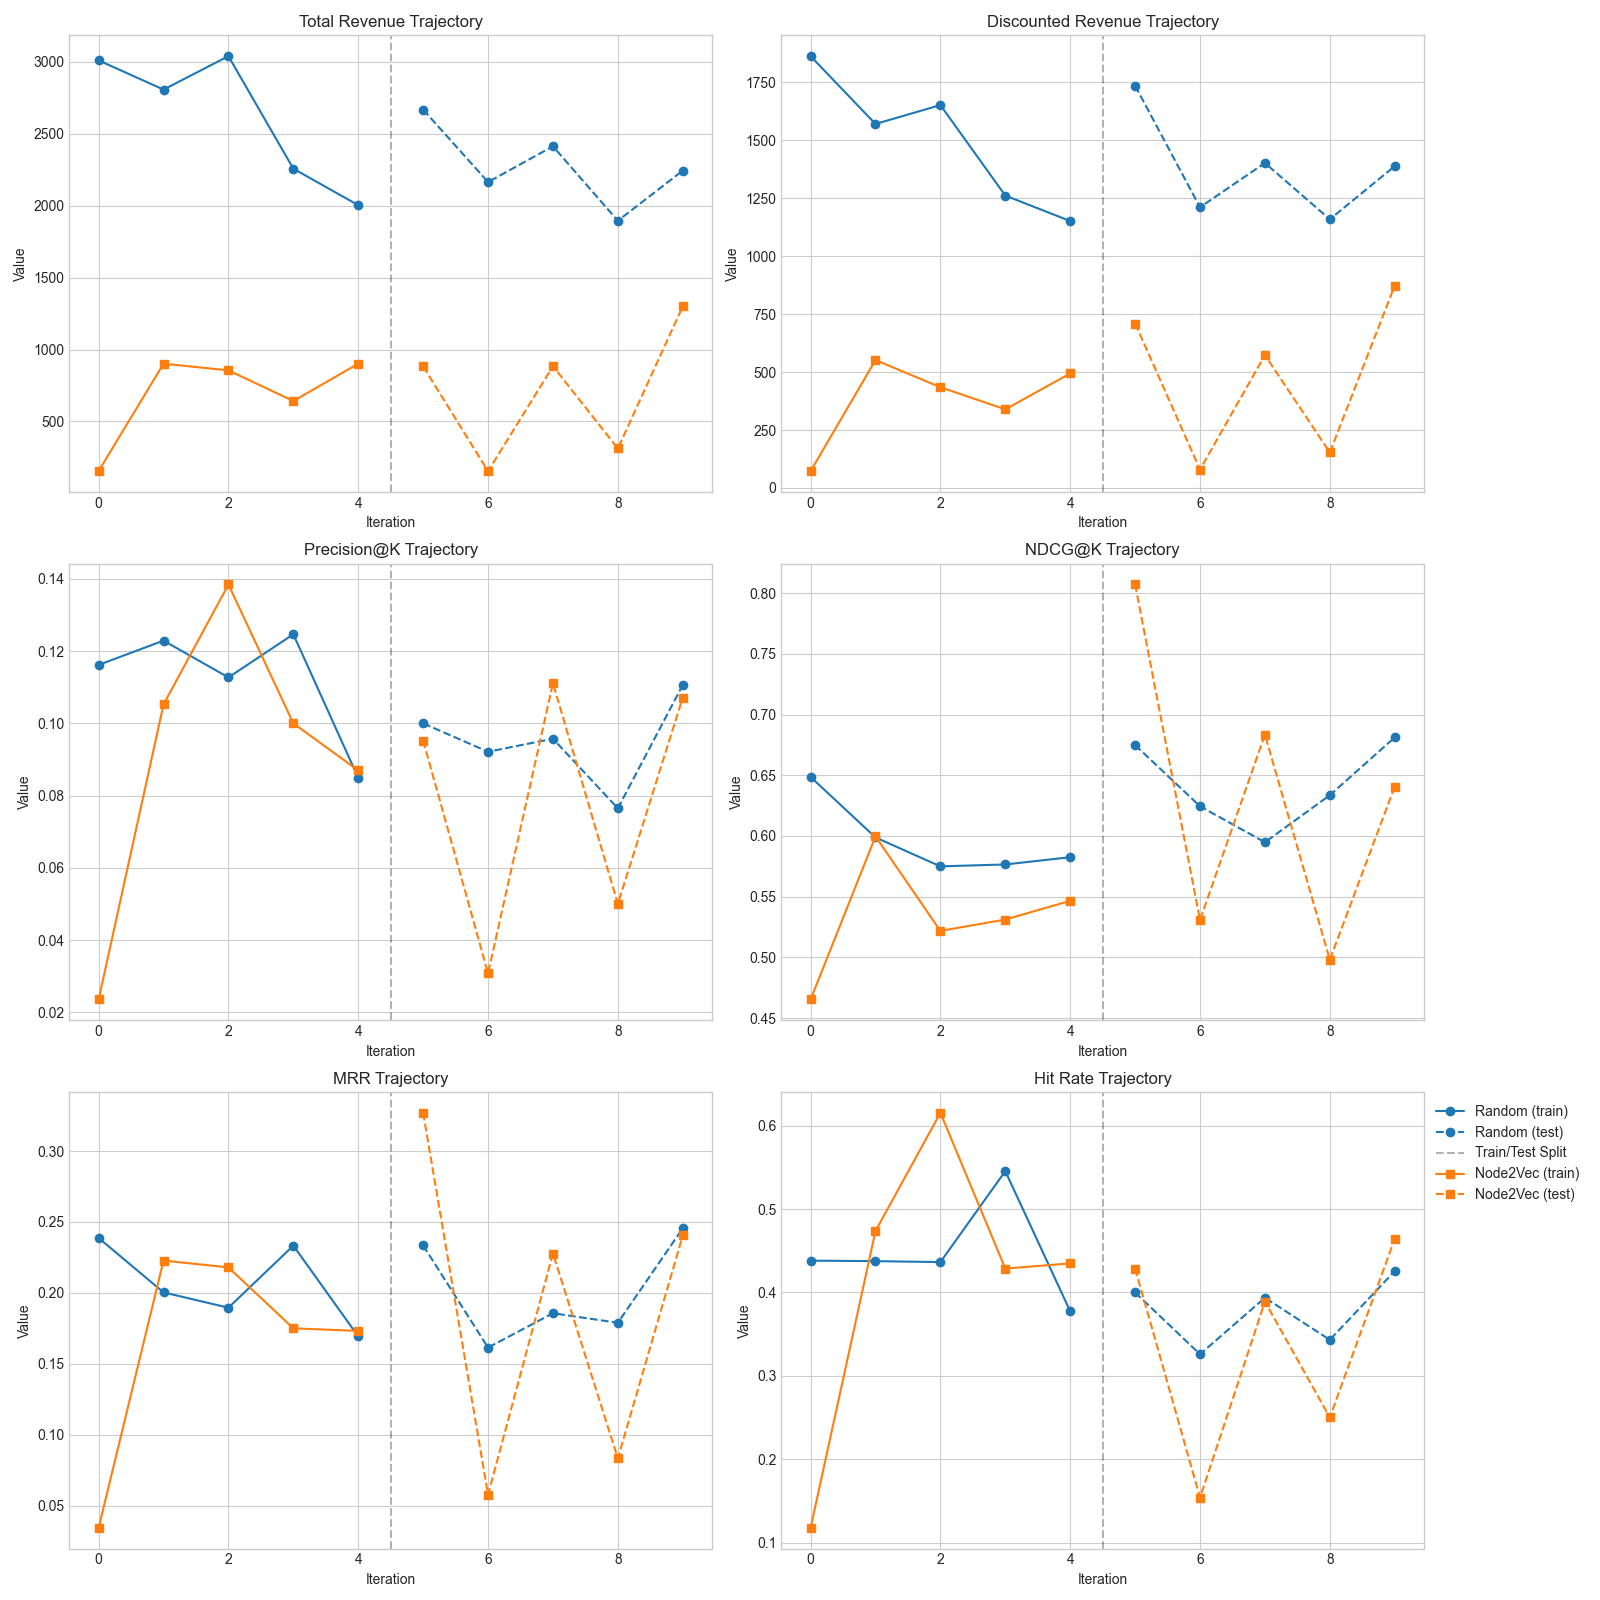 Total Revenue Trajectory
Value
3000
2500
2000
1500
1000
500
0 2 4 6 8
Iteration
Discounted Revenue Trajectory
Value
1750
1500
1250
1000
750
500
250
0
0 2 4 6 8
Iteration
Precision@K Trajectory
Value
0.14
0.12
0.10
0.08
0.06
0.04
0.02
0 2 4 6 8
Iteration
NDCG@K Trajectory
Value
0.80
0.75
0.70
0.65
0.60
0.55
0.50
0.45
0 2 4 6 8
Iteration
MRR Trajectory
Value
0.30
0.25
0.20
0.15
0.10
0.05
0 2 4 6 8
Iteration
Hit Rate Trajectory
Value
0.6
0.5
0.4
0.3
0.2
0.1
0 2 4 6 8
Iteration
Random (train)
Random (test)
Train/Test Split
Node2Vec (train)
Node2Vec (test)